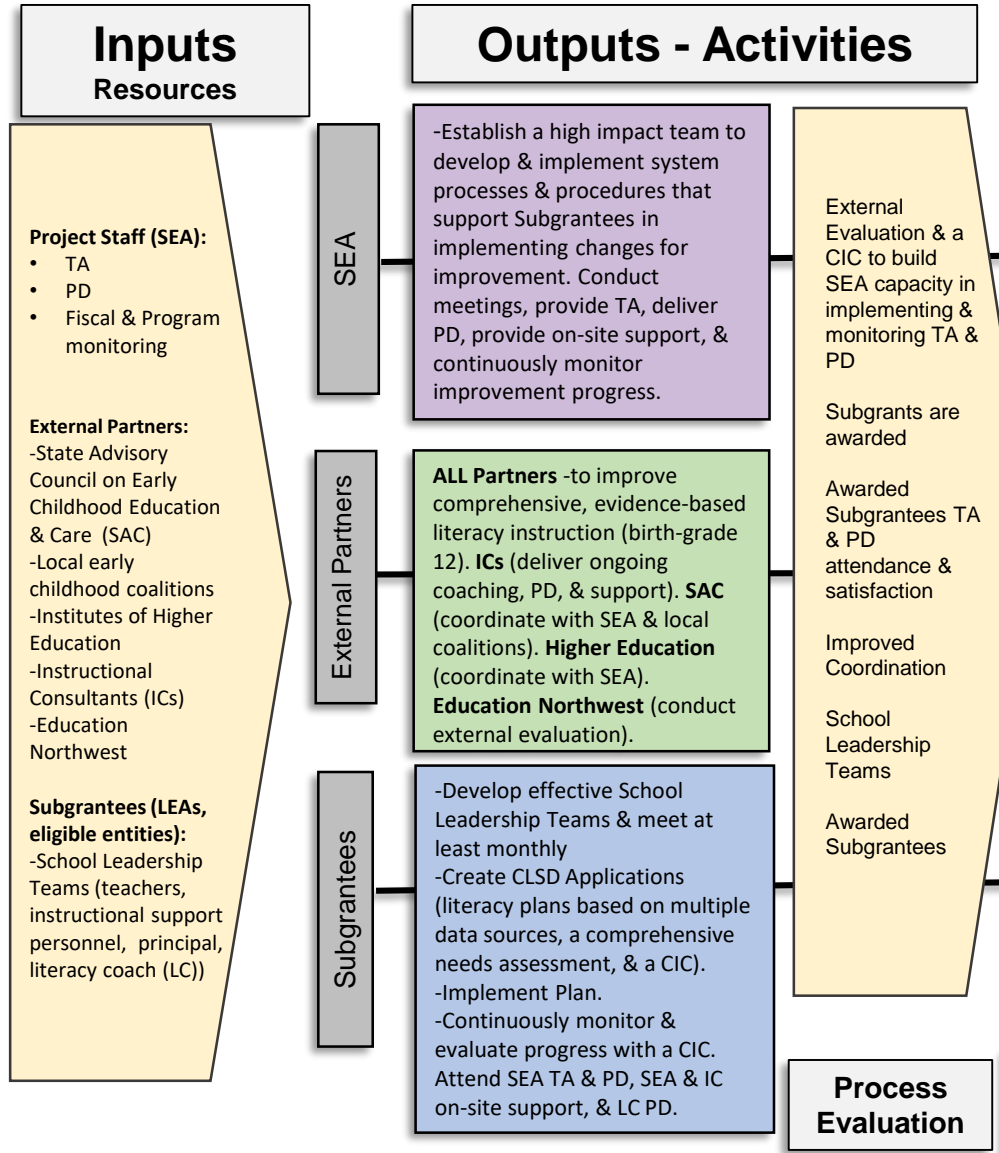 Inputs
Resources
Outputs - Activities
Project Staff (SEA):
• TA
• PD
• Fiscal & Program
monitoring
External Partners:
-State Advisory
Council on Early
Childhood Education
& Care (SAC)
-Local early
childhood coalitions
-Institutes of Higher
Education
-Instructional
Consultants (ICs)
-Education
Northwest
Subgrantees (LEAs,
eligible entities):
-School Leadership
Teams (teachers,
instructional support
personnel, principal,
literacy coach (LC))
SEA
-Establish a high impact team to
develop & implement system
processes & procedures that
support Subgrantees in
implementing changes for
improvement. Conduct
meetings, provide TA, deliver
PD, provide on-site support, &
continuously monitor
improvement progress.
External Partners
ALL Partners -to improve
comprehensive, evidence-based
literacy instruction (birth-grade
12). ICs (deliver ongoing
coaching, PD, & support). SAC
(coordinate with SEA & local
coalitions). Higher Education
(coordinate with SEA).
Education Northwest (conduct
external evaluation).
Subgrantees
-Develop effective School
Leadership Teams & meet at
least monthly
-Create CLSD Applications
(literacy plans based on multiple
data sources, a comprehensive
needs assessment, & a CIC).
-Implement Plan.
-Continuously monitor &
evaluate progress with a CIC.
Attend SEA TA & PD, SEA & IC
on-site support, & LC PD.
External
Evaluation & a
CIC to build
SEA capacity in
implementing &
monitoring TA &
PD
Subgrants are
awarded
Awarded
Subgrantees TA
& PD
attendance &
satisfaction
Improved
Coordination
School
Leadership
Teams
Awarded
Subgrantees
Process
Evaluation